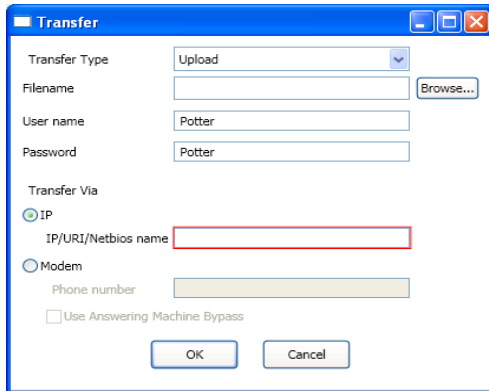 Transfer
Transfer Type Upload
Filename Browse...
User name Potter
Password Potter
Transfer Via
IP
IP/URI/Netbios name
Modem
Phone number
Use Answering Machine Bypass
OK Cancel